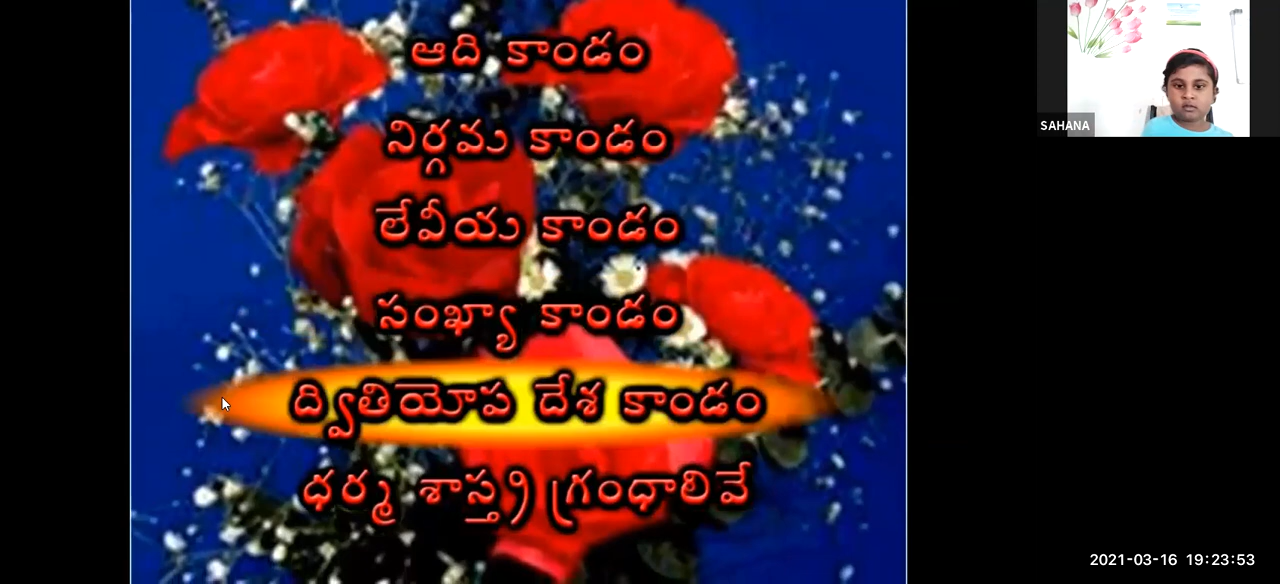 ఆది కాండం
నిర్గమ కాండం
లేవీయ కాండం
సంఖ్యా కాండం
ద్వితియోప దేశ కాండం
ధర్మ శాస్త్ర గ్రంధాలివే
SAHANA
2021-03-16 19:23:53